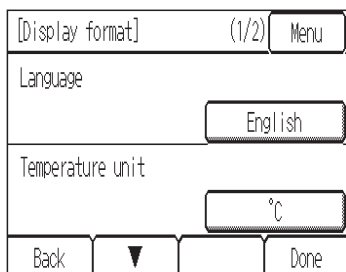 [Display format] (1/2) Menu
Language
English
Temperature unit
°C
Back ▼ Done